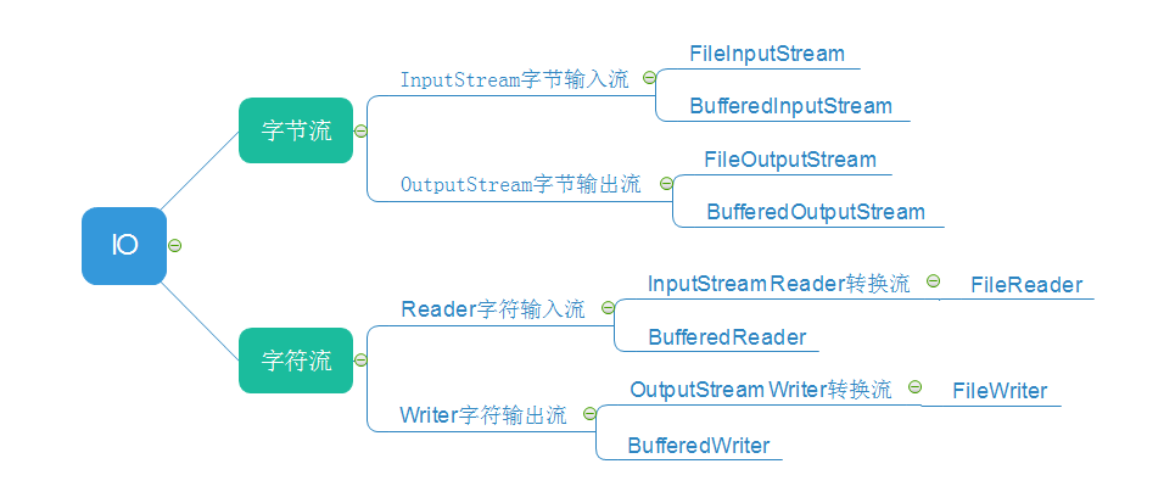 IO
字节流
InputStream字节输入流
FileInputStream
BufferedInputStream
OutputStream字节输出流
FileOutputStream
BufferedOutputStream
字符流
Reader字符输入流
InputStreamReader转换流
FileReader
BufferedReader
Writer字符输出流
OutputStreamWriter转换流
FileWriter
BufferedWriter